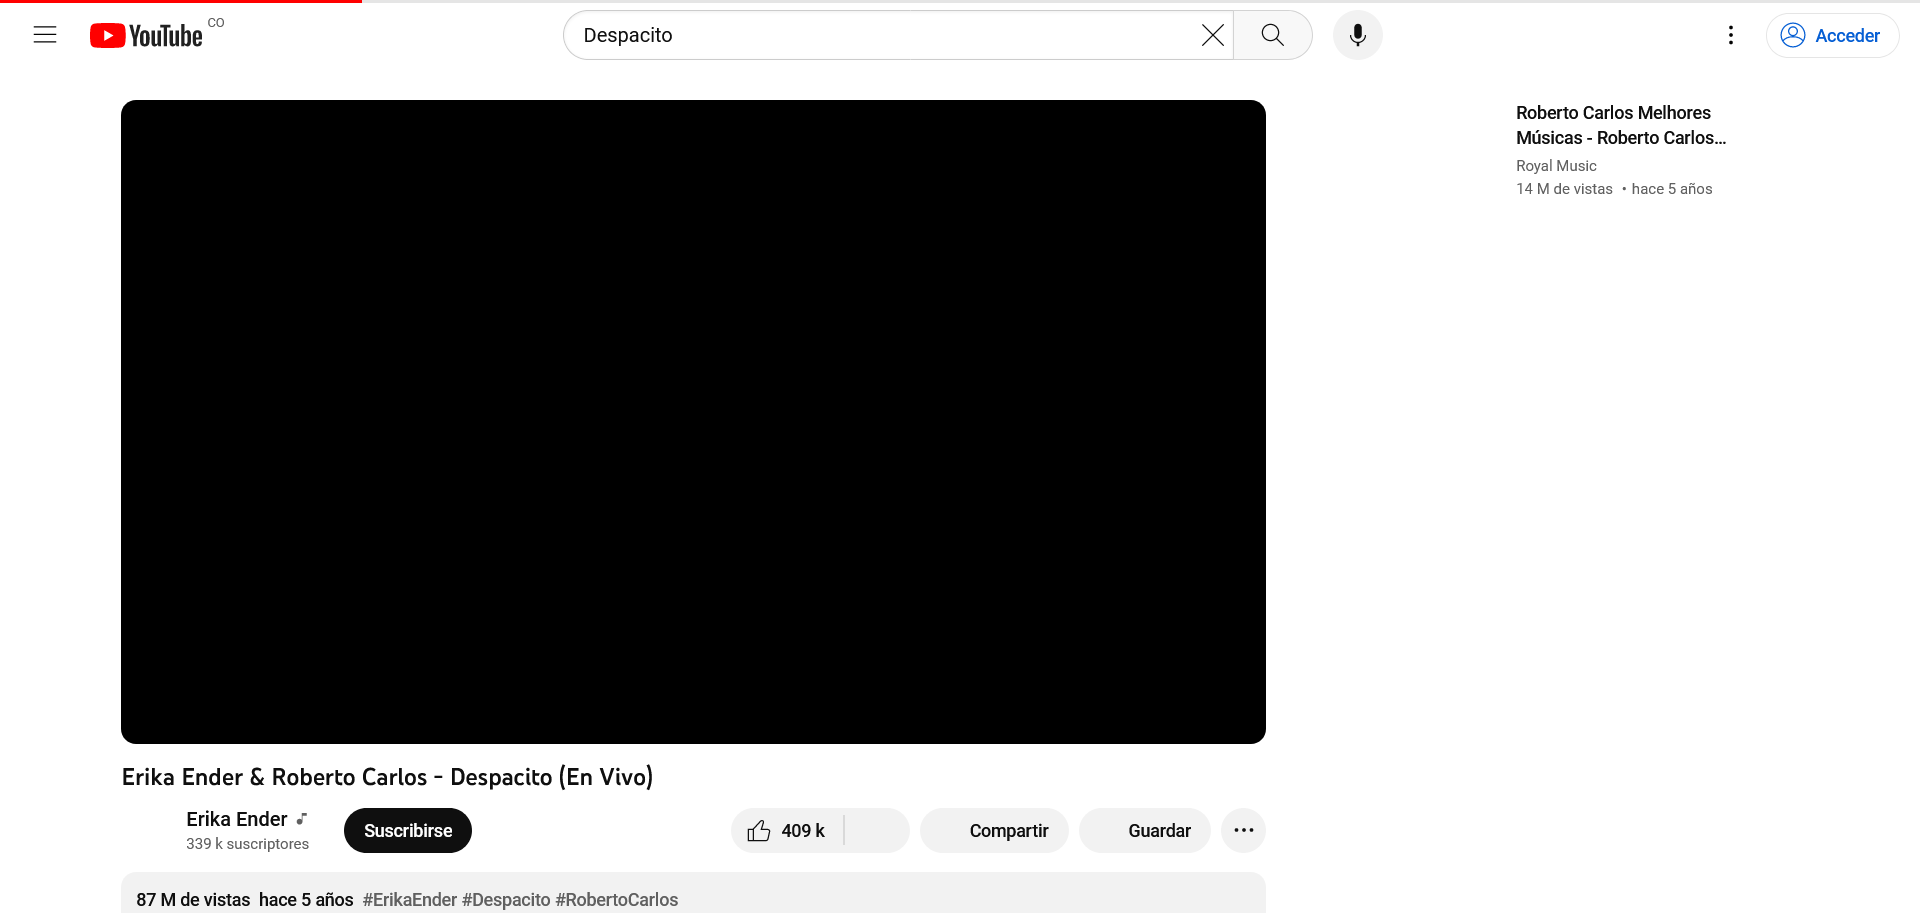 YouTube CO
Despacito
Acceder
Roberto Carlos Melhores
Músicas - Roberto Carlos...
Royal Music
14 M de vistas • hace 5 años
Erika Ender & Roberto Carlos - Despacito (En Vivo)
Erika Ender
339 k suscriptores
Suscribirse
409 k
Compartir
Guardar
87 M de vistas hace 5 años #ErikaEnder #Despacito #RobertoCarlos